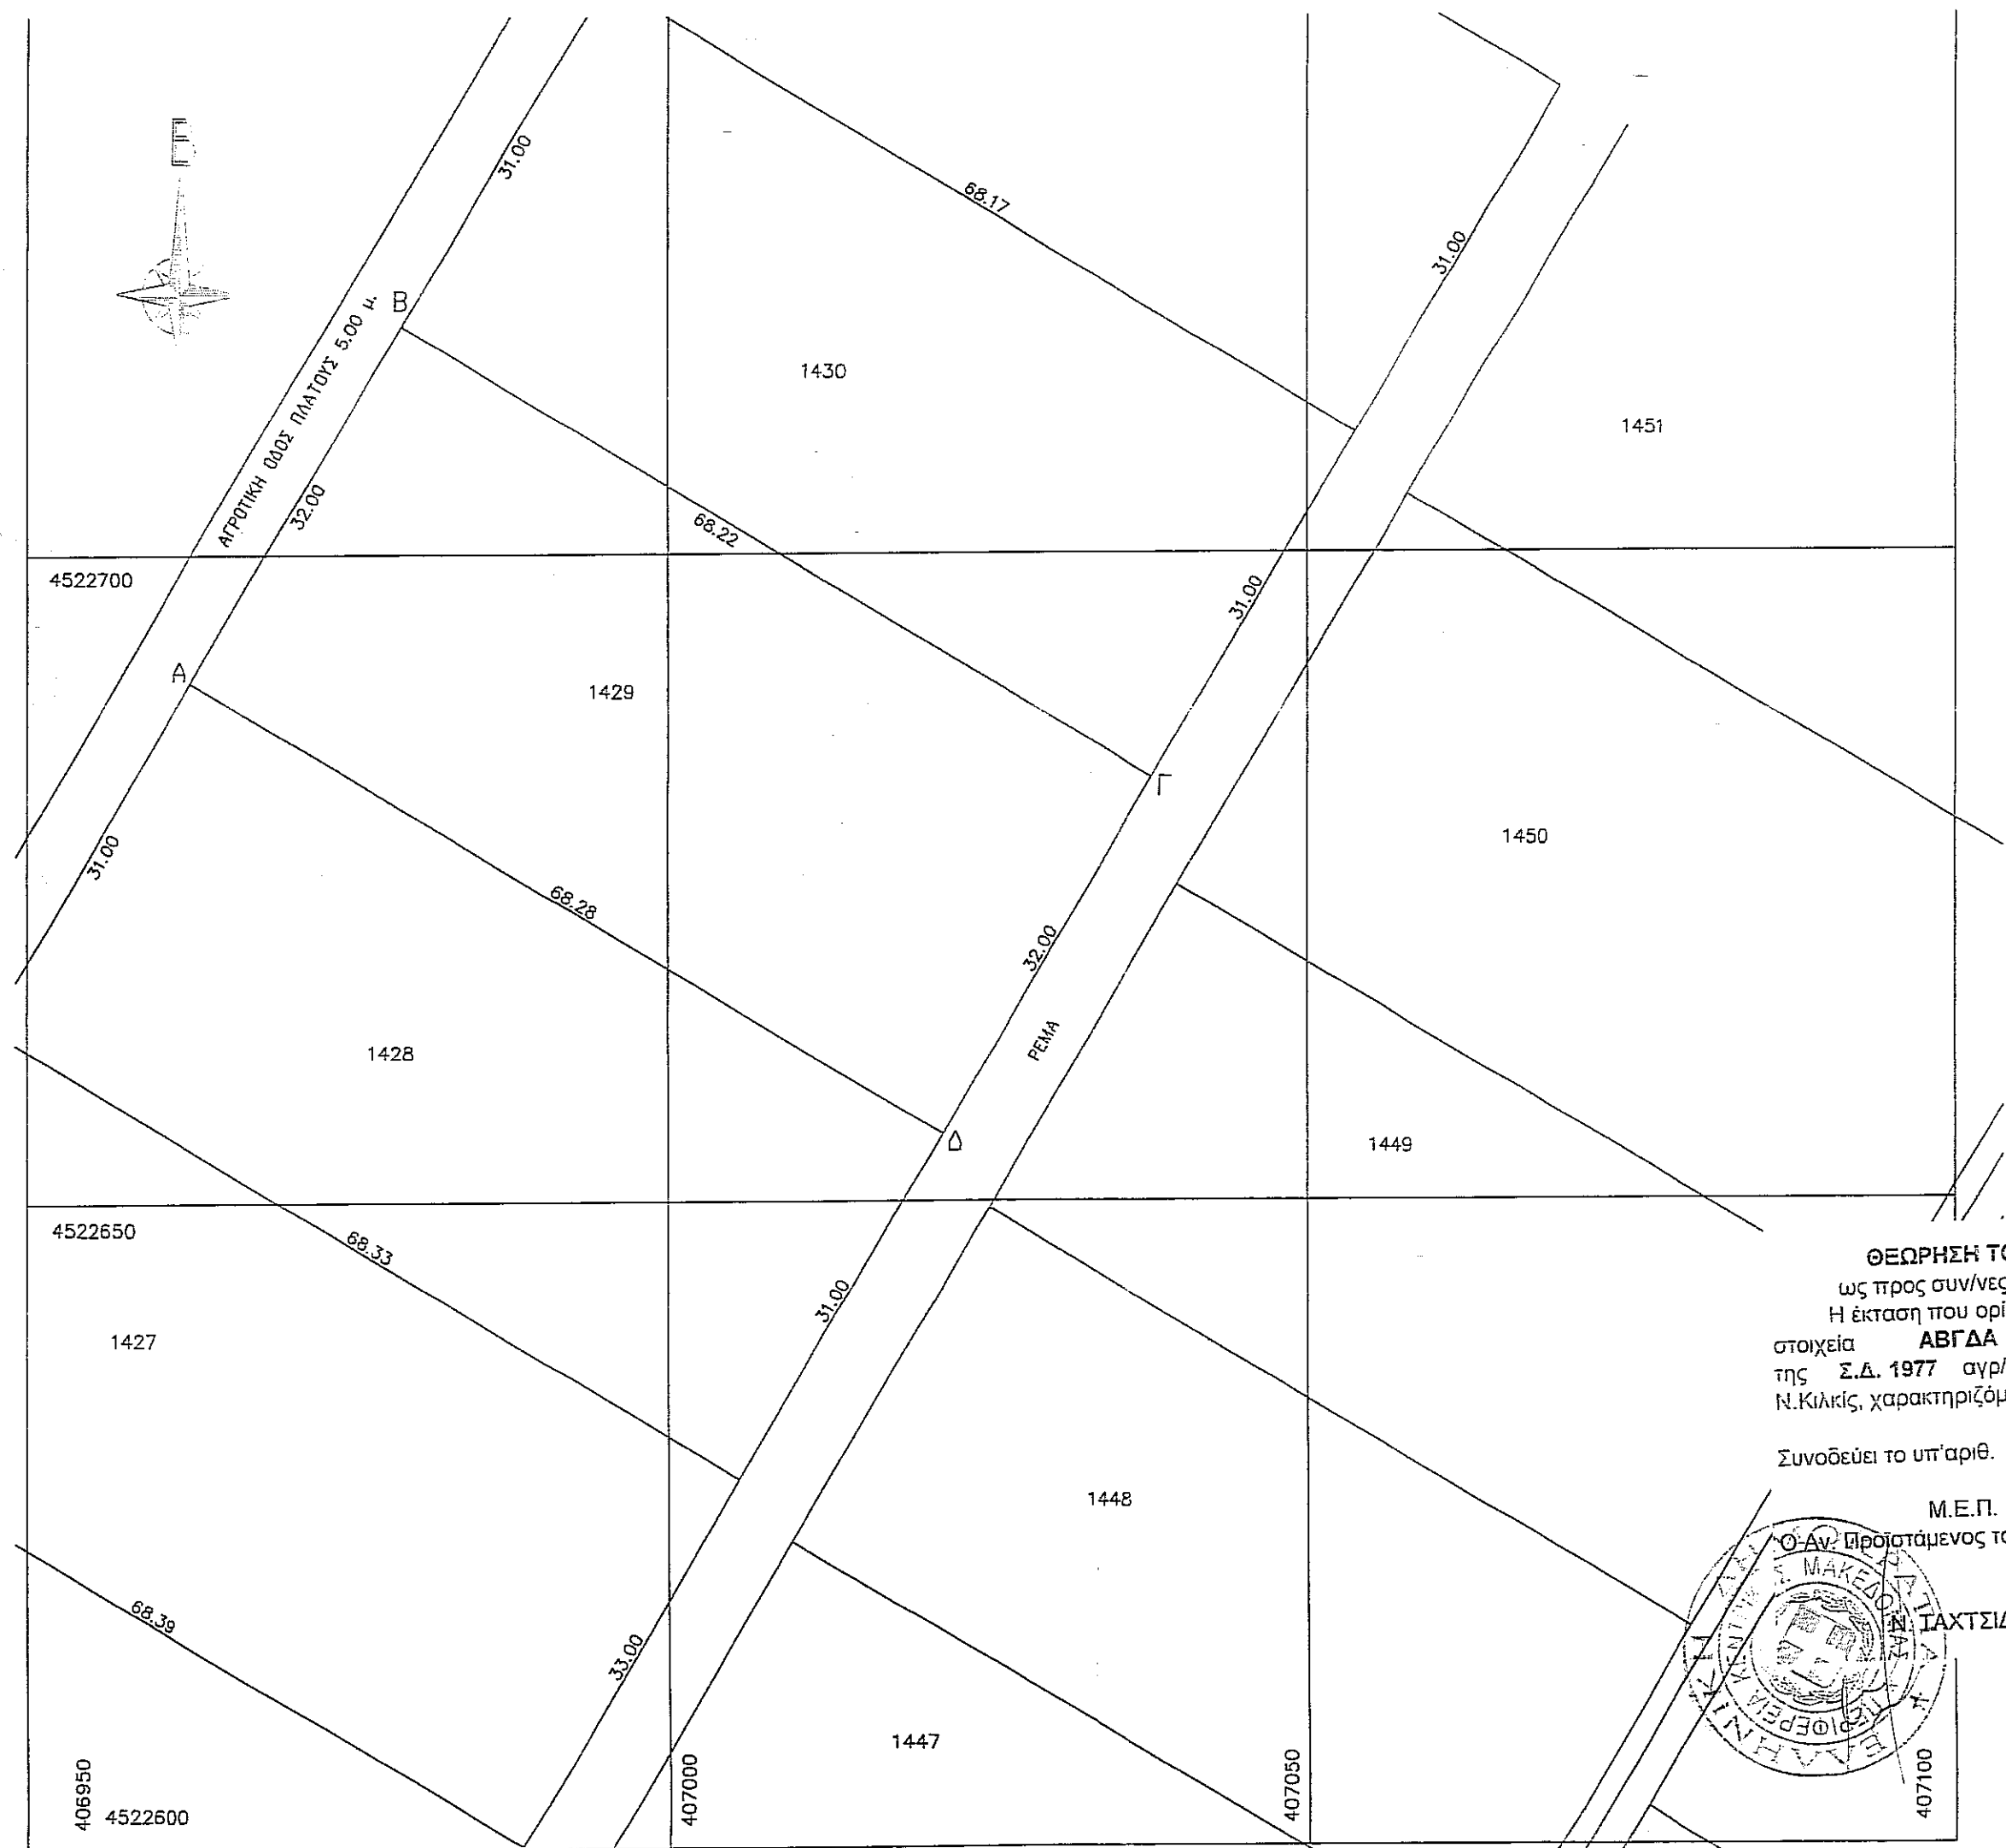 Β
31.00
68.17
31.00
ΑΓΡΟΤΙΚΗ ΟΔΟΣ ΠΛΑΤΟΥΣ 5.00 μ.
Β
1430
1451
32.00
68.22
4522700
31.00
Α
1429
Γ
1450
31.00
68.28
32.00
ΡΕΜΑ
1428
Δ
1449
4522650
68.33
31.00
1427
ΘΕΩΡΗΣΗ ΤΟ
ως προς συν/νες
Η έκταση που ορί
στοιχεία ΑΒΓΔΑ
της Σ.Δ. 1977 αγρ/
Ν.Κιλκίς, χαρακτηριζόμ
Συνοδεύει το υπ'αριθ.
1448
Μ.Ε.Π.
Ο Αν. Προϊστάμενος το
Ν. ΤΑΧΤΣΙΔ
68.39
33.00
1447
406950
4522600
407000
407050
407100